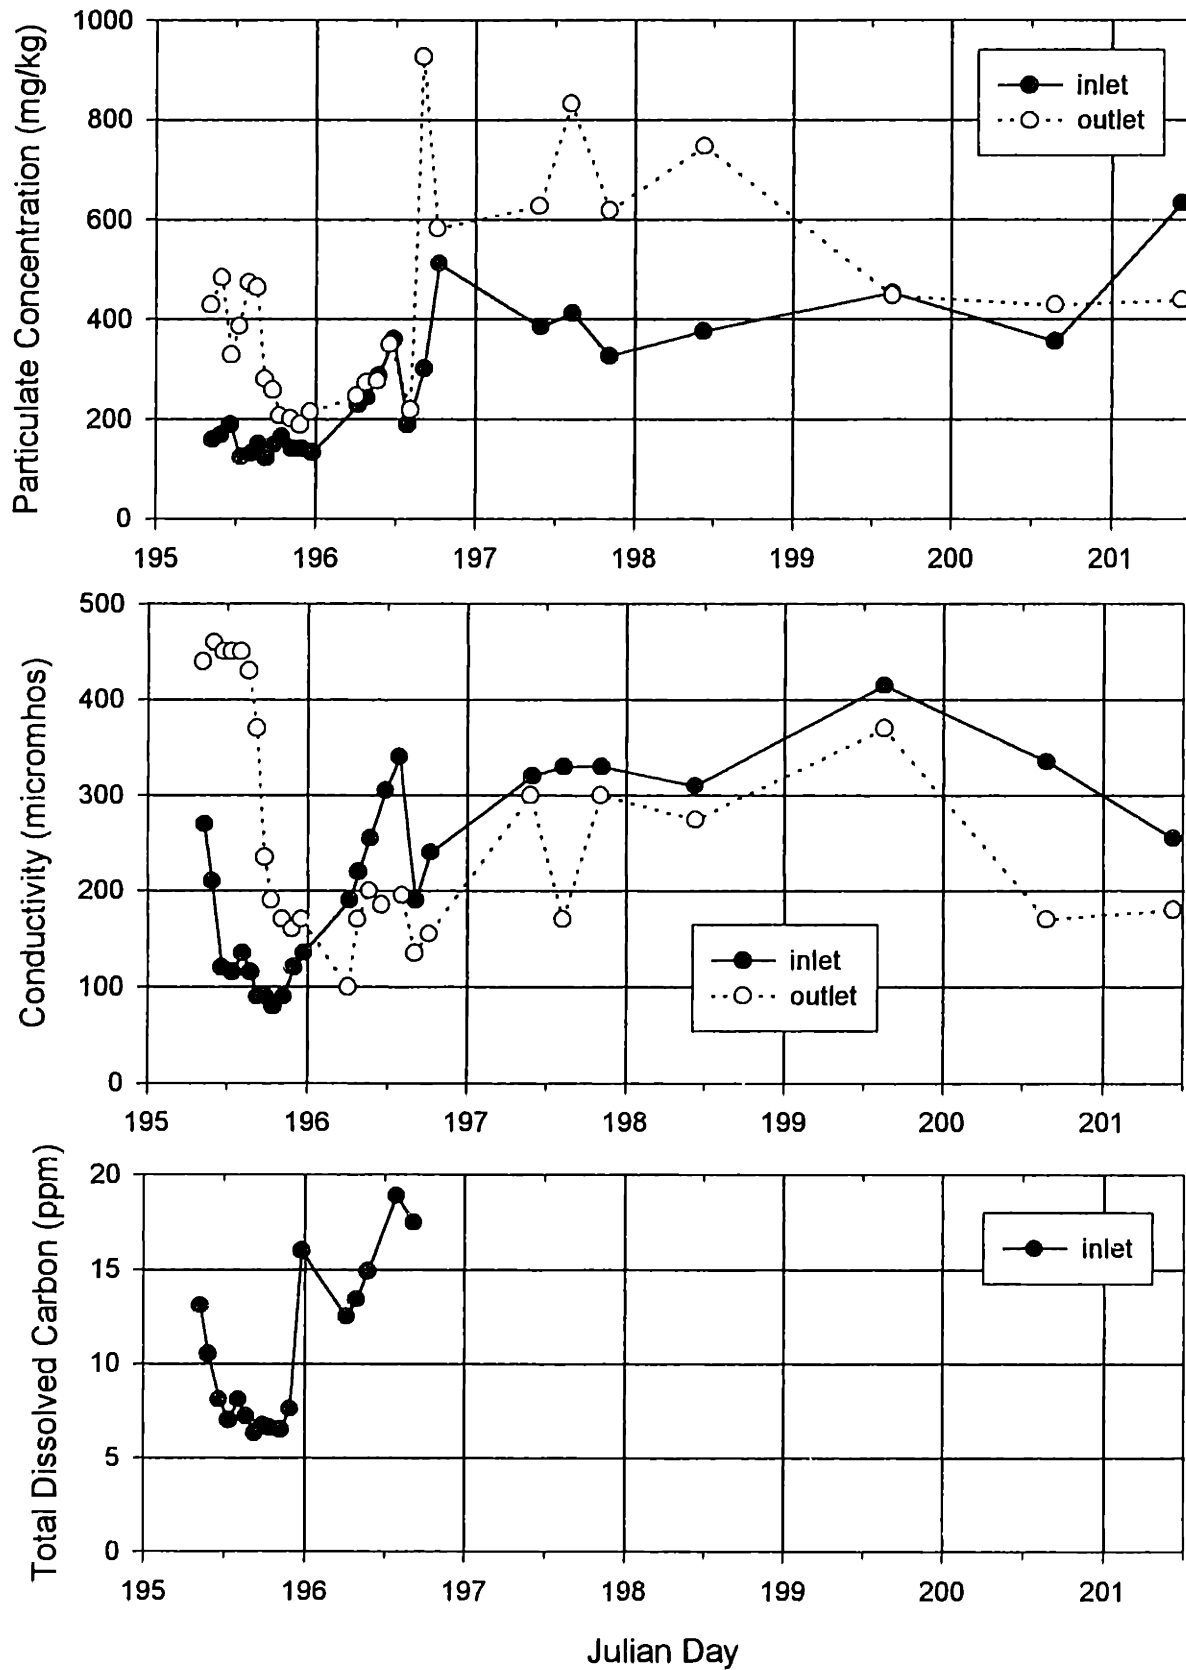 Particulate Concentration (mg/kg)
1000
800
600
400
200
0
inlet
outlet
195 196 197 198 199 200 201
Conductivity (micromhos)
500
400
300
200
100
0
inlet
outlet
195 196 197 198 199 200 201
Total Dissolved Carbon (ppm)
20
15
10
5
0
inlet
195 196 197 198 199 200 201
Julian Day